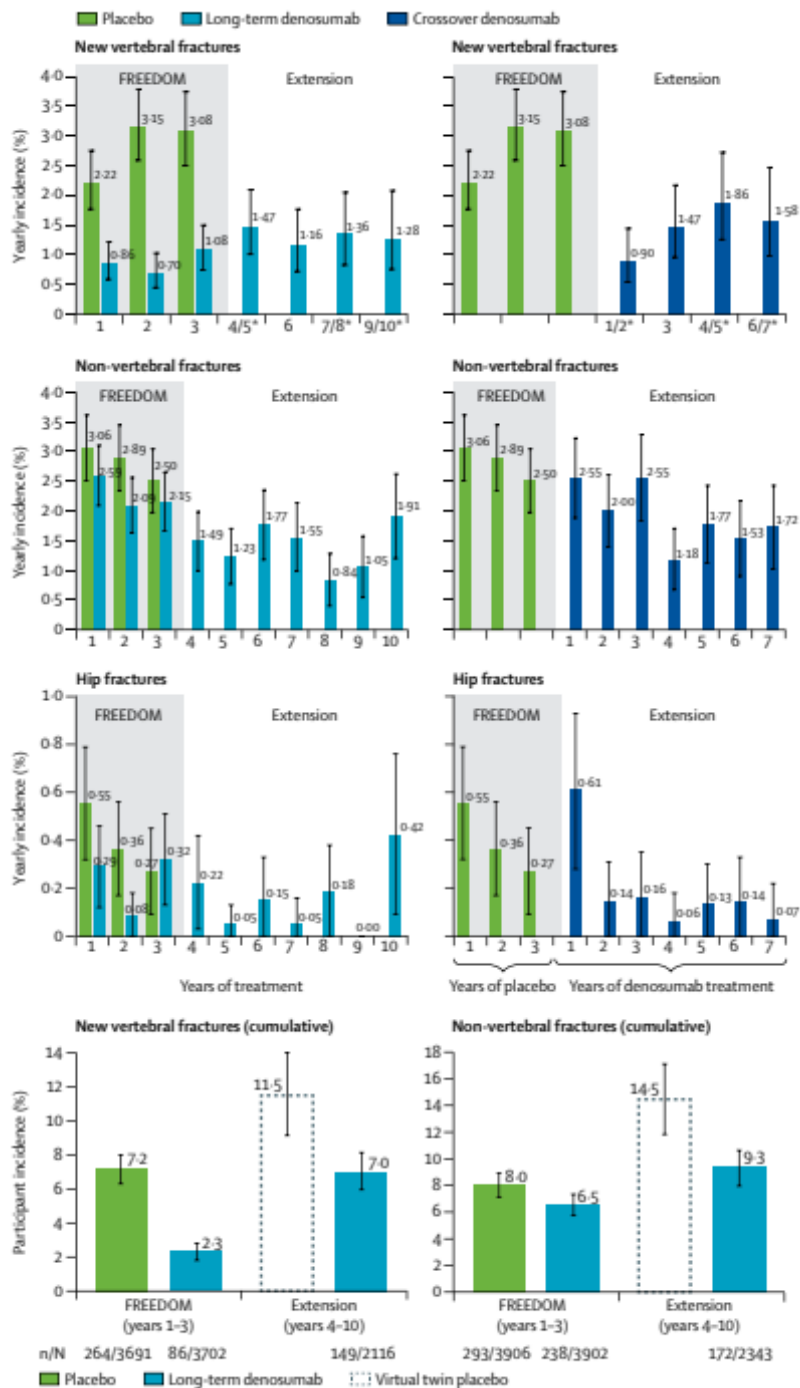 Placebo Long-term denosumab Crossover denosumab
New vertebral fractures
FREEDOM Extension
Yearly incidence (%)
4·0
3·5
3·0
2·5
2·0
1·5
1·0
0·5
0
2·22 3·15 3·08
0·86 0·70 1·08 1·47 1·16 1·36 1·28
1 2 3 4/5* 6 7/8* 9/10*
New vertebral fractures
FREEDOM Extension
2·22 3·15 3·08
0·90 1·47 1·86 1·58
1/2* 3 4/5* 6/7*
Non-vertebral fractures
FREEDOM Extension
Yearly incidence (%)
4·0
3·5
3·0
2·5
2·0
1·5
1·0
0·5
0
3·06 2·89 2·50
2·59 2·09 2·15 1·49 1·23 1·77 1·55 0·84 1·05 1·91
1 2 3 4 5 6 7 8 9 10
Non-vertebral fractures
FREEDOM Extension
3·06 2·89 2·50
2·55 2·00 2·55 1·18 1·77 1·53 1·72
1 2 3 4 5 6 7
Hip fractures
FREEDOM Extension
Yearly incidence (%)
1·0
0·8
0·6
0·4
0·2
0
0·55 0·36 0·27
0·29 0·08 0·32 0·22 0·05 0·15 0·05 0·18 0·00 0·42
1 2 3 4 5 6 7 8 9 10
Years of treatment
Hip fractures
FREEDOM Extension
0·55 0·36 0·27
0·61 0·14 0·16 0·06 0·13 0·14 0·07
1 2 3 1 2 3 4 5 6 7
Years of placebo Years of denosumab treatment
New vertebral fractures (cumulative)
Participant incidence (%)
14
12
10
8
6
4
2
0
7·2 2·3 11·5 7·0
FREEDOM Extension
(years 1–3) (years 4–10)
n/N 264/3691 86/3702 149/2116
Non-vertebral fractures (cumulative)
18
16
14
12
10
8
6
4
2
0
8·0 6·5 14·5 9·3
FREEDOM Extension
(years 1–3) (years 4–10)
293/3906 238/3902 172/2343
Placebo Long-term denosumab Virtual twin placebo